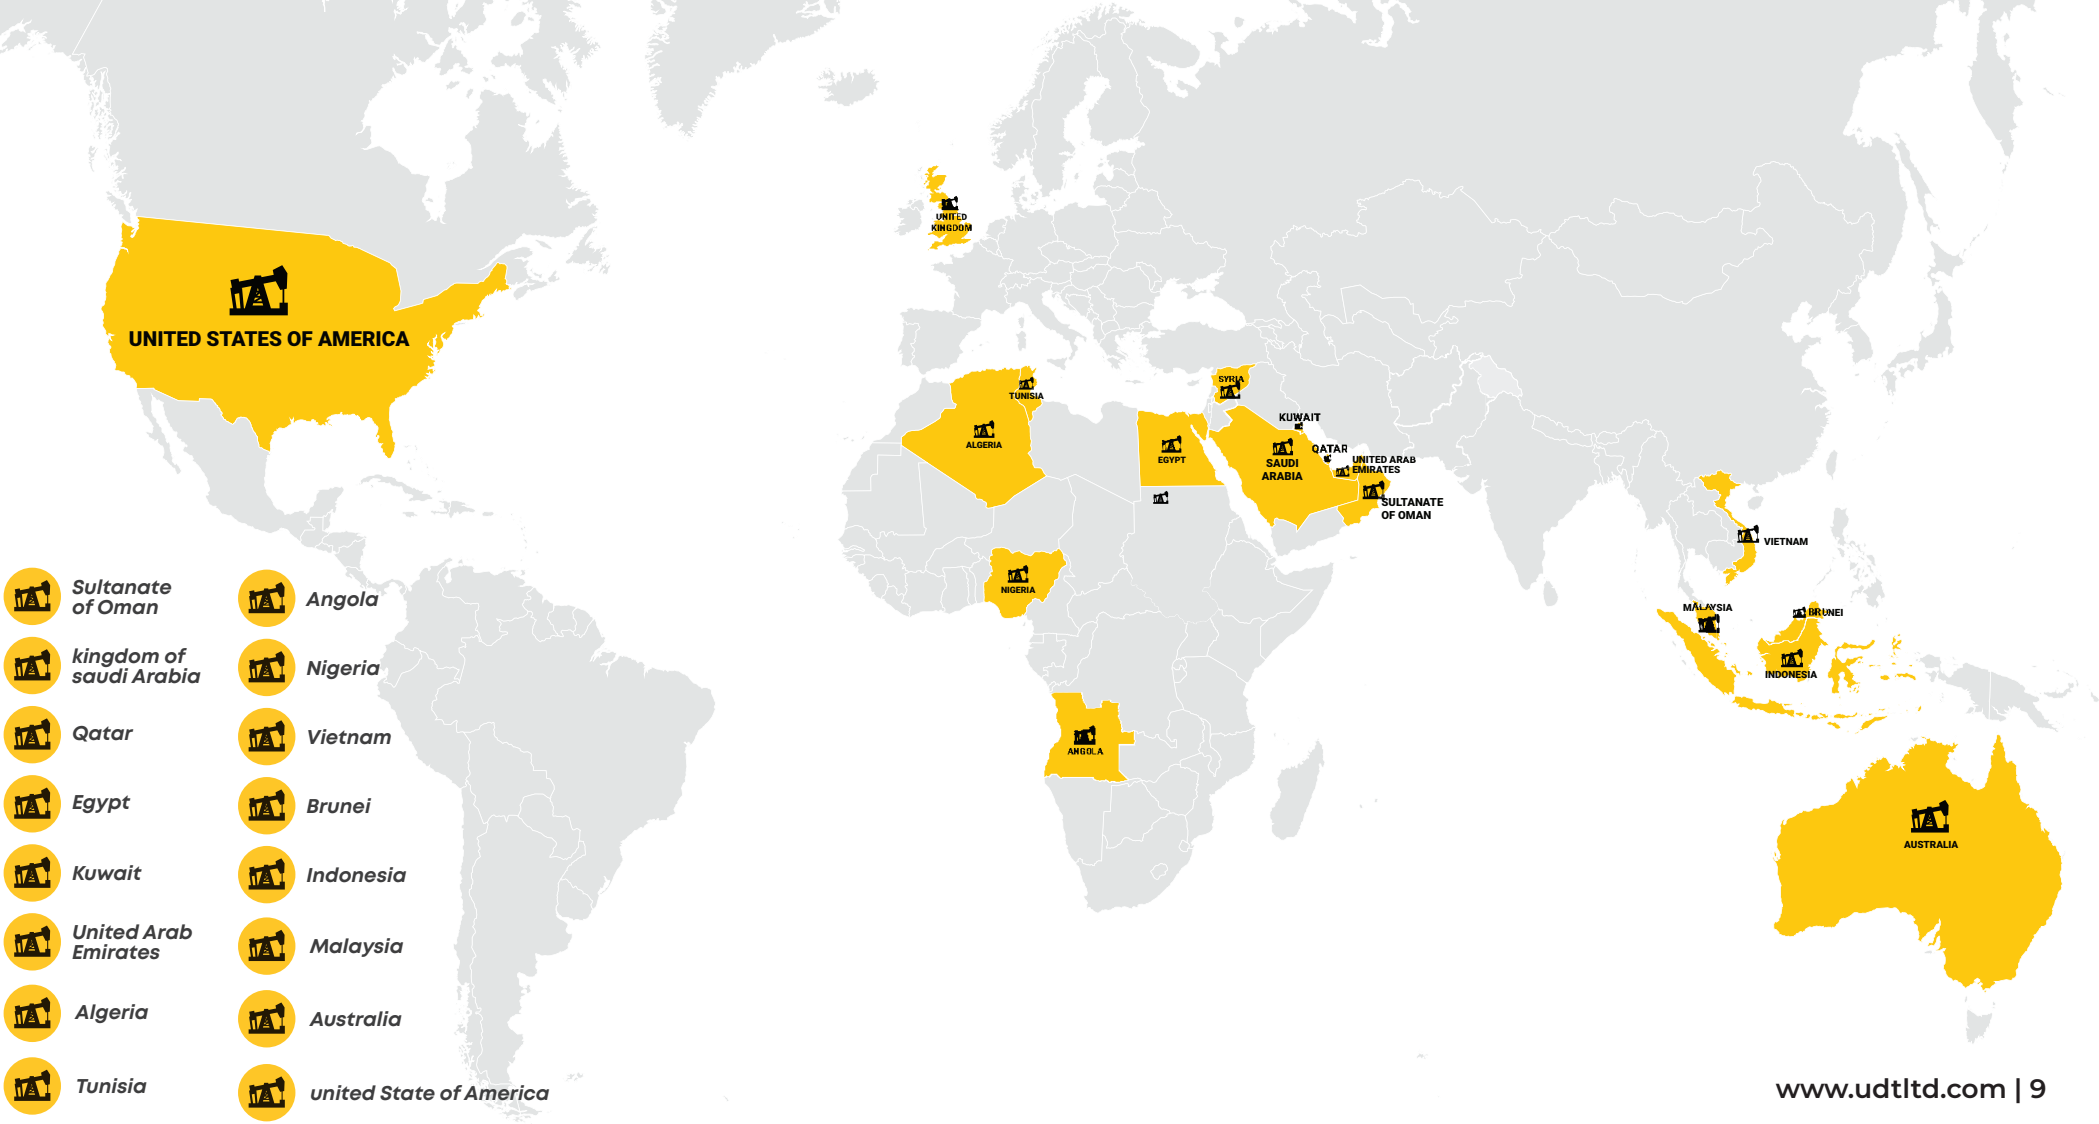 UNITED
KINGDOM
UNITED STATES OF AMERICA
SYRIA
TUNISIA
KUWAIT
ALGERIA
QATAR
EGYPT
SAUDI
ARABIA
UNITED ARAB
EMIRATES
SULTANATE
OF OMAN
VIETNAM
NIGERIA
MALAYSIA
BRUNEI
INDONESIA
ANGOLA
AUSTRALIA
Sultanate
of Oman
kingdom of
saudi Arabia
Qatar
Egypt
Kuwait
United Arab
Emirates
Algeria
Tunisia
Angola
Nigeria
Vietnam
Brunei
Indonesia
Malaysia
Australia
united State of America
www.udtltd.com | 9